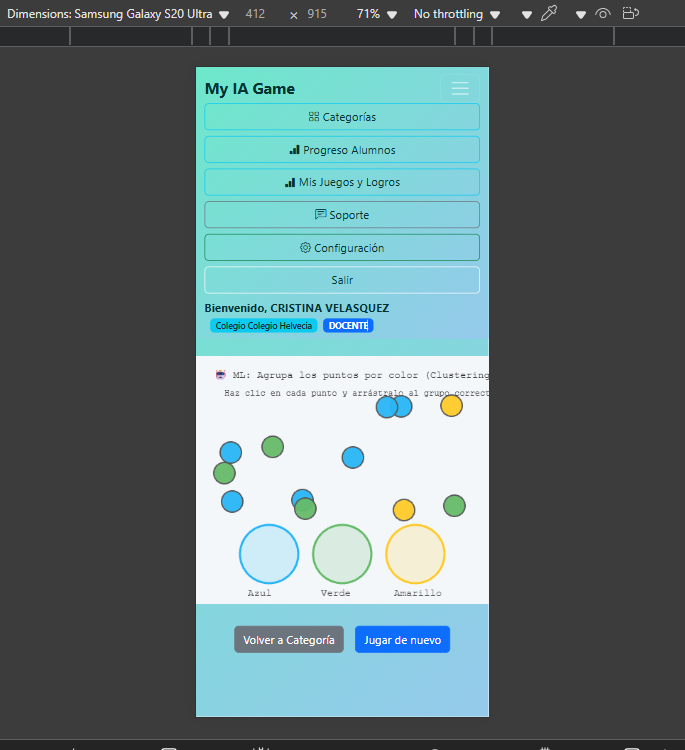 Dimensions: Samsung Galaxy S20 Ultra 412 × 915 71% No throttling
My IA Game
Categorías
Progreso Alumnos
Mis Juegos y Logros
Soporte
Configuración
Salir
Bienvenido, CRISTINA VELASQUEZ
Colegio Colegio Helvecia DOCENTE
ML: Agrupa los puntos por color (Clustering
Haz clic en cada punto y arrástralo al grupo correct
Azul Verde Amarillo
Volver a Categoría Jugar de nuevo